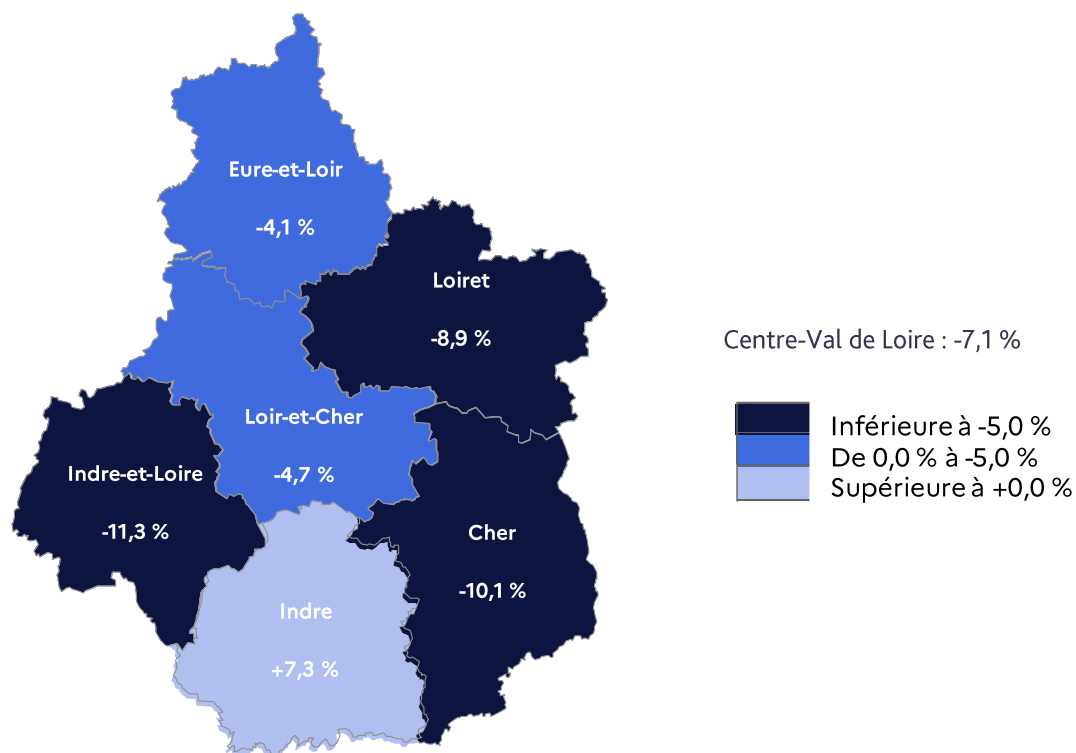 Eure-et-Loir
-4,1 %
Loiret
-8,9 %
Centre-Val de Loire : -7,1 %
Loir-et-Cher
-4,7 %
Indre-et-Loire
-11,3 %
Cher
-10,1 %
Indre
+7,3 %
Inférieure à -5,0 %
De 0,0 % à -5,0 %
Supérieure à +0,0 %